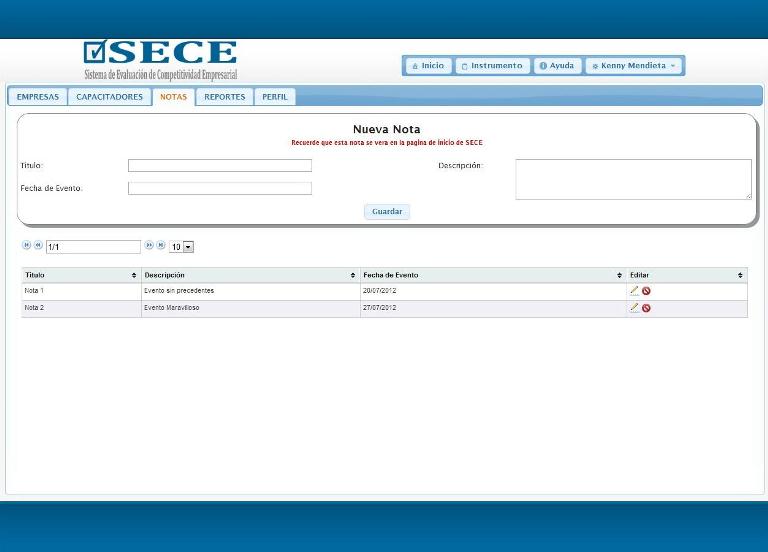 SECE
Sistema de Evaluación de Competitividad Empresarial
Inicio Instrumento Ayuda Kenny Mendieta
EMPRESAS CAPACITADORES NOTAS REPORTES PERFIL
Nueva Nota
Recuerde que esta nota se vera en la pagina de inicio de SECE
Titulo: Descripción:
Fecha de Evento:
Guardar
1/1 10
Titulo Descripción Fecha de Evento Editar
Nota 1 Evento sin precedentes 20/07/2012
Nota 2 Evento Maravilloso 27/07/2012